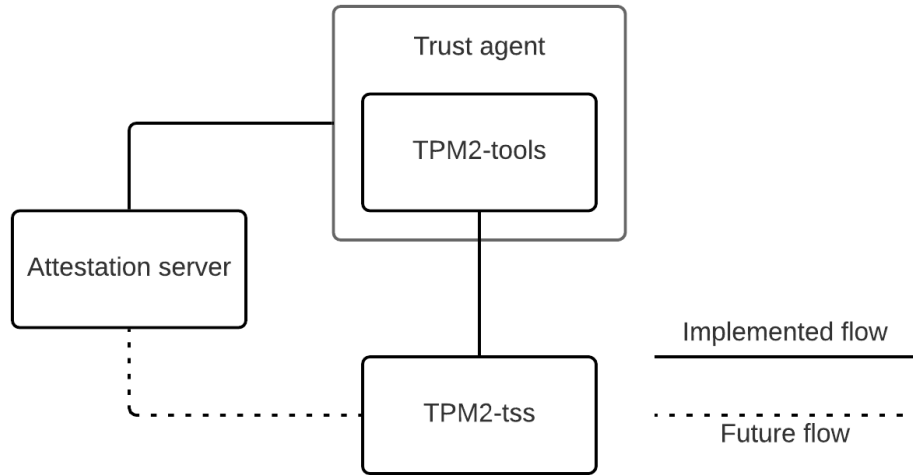 Trust agent
TPM2-tools
Attestation server
Implemented flow
TPM2-tss
Future flow